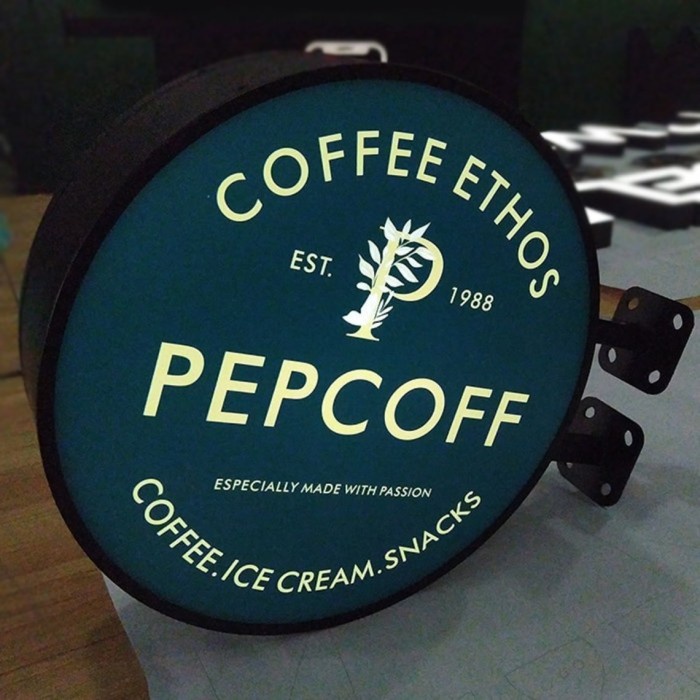 COFFEE ETHOS
EST. P 1988
PEPCOFF
ESPECIALLY MADE WITH PASSION
COFFEE.ICE CREAM.SNACKS